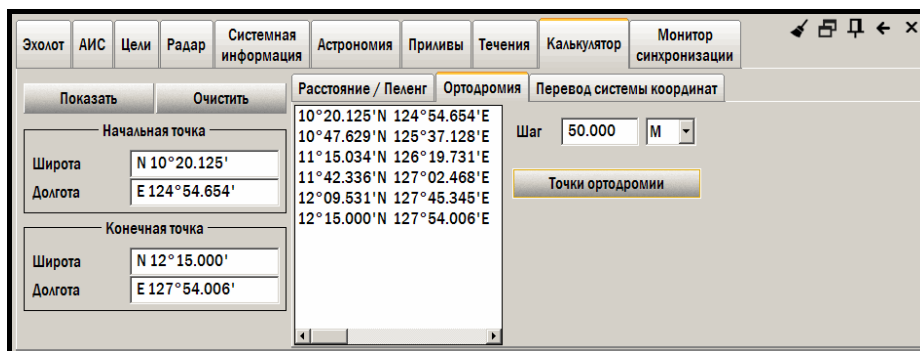 Эхолот АИС Цели Радар Системная информация Астрономия Приливы Течения Калькулятор Монитор синхронизации
Показать Очистить
Начальная точка
Широта N 10°20.125'
Долгота E 124°54.654'
Конечная точка
Широта N 12°15.000'
Долгота E 127°54.006'
Расстояние / Пеленг Ортодромия Перевод системы координат
10°20.125'N 124°54.654'E
10°47.629'N 125°37.128'E
11°15.034'N 126°19.731'E
11°42.336'N 127°02.468'E
12°09.531'N 127°45.345'E
12°15.000'N 127°54.006'E
Шаг 50.000 М
Точки ортодромии